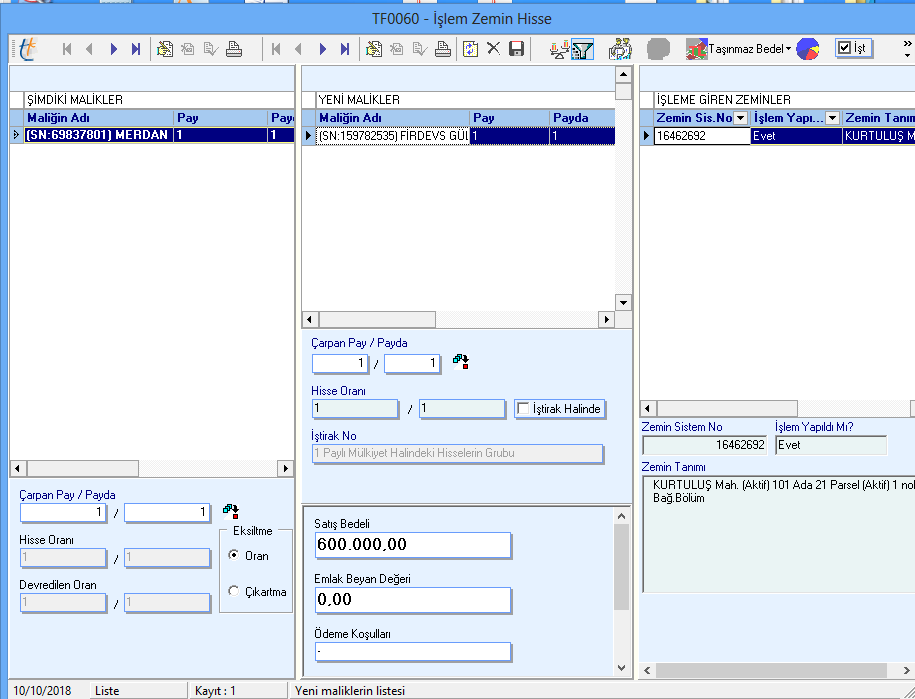 TF0060 - İşlem Zemin Hisse
Taşınmaz Bedel
İşt
ŞİMDİKİ MALİKLER
Maliğin Adı Pay
(SN:69837801) MERDAN 1 1
Çarpan Pay / Payda
1 / 1
Hisse Oranı
1 / 1
Devredilen Oran
1 / 1
Eksiltme
Oran
Çıkartma
YENİ MALİKLER
Maliğin Adı Pay Payda
(SN:159782535) FİRDEVS GÜL 1 1
Çarpan Pay / Payda
1 / 1
Hisse Oranı
1 / 1 İştirak Halinde
İştirak No
1 Paylı Mülkiyet Halindeki Hisselerin Grubu
Satış Bedeli
600.000,00
Emlak Beyan Değeri
0,00
Ödeme Koşulları
-
İŞLEME GİREN ZEMİNLER
Zemin Sis.No İşlem Yapı... Zemin Tanım
16462692 Evet KURTULUŞ M
Zemin Sistem No İşlem Yapıldı Mı?
16462692 Evet
Zemin Tanımı
KURTULUŞ Mah. (Aktif) 101 Ada 21 Parsel (Aktif) 1 nol
Bağ.Bölüm
10/10/2018 Liste Kayıt : 1 Yeni maliklerin listesi